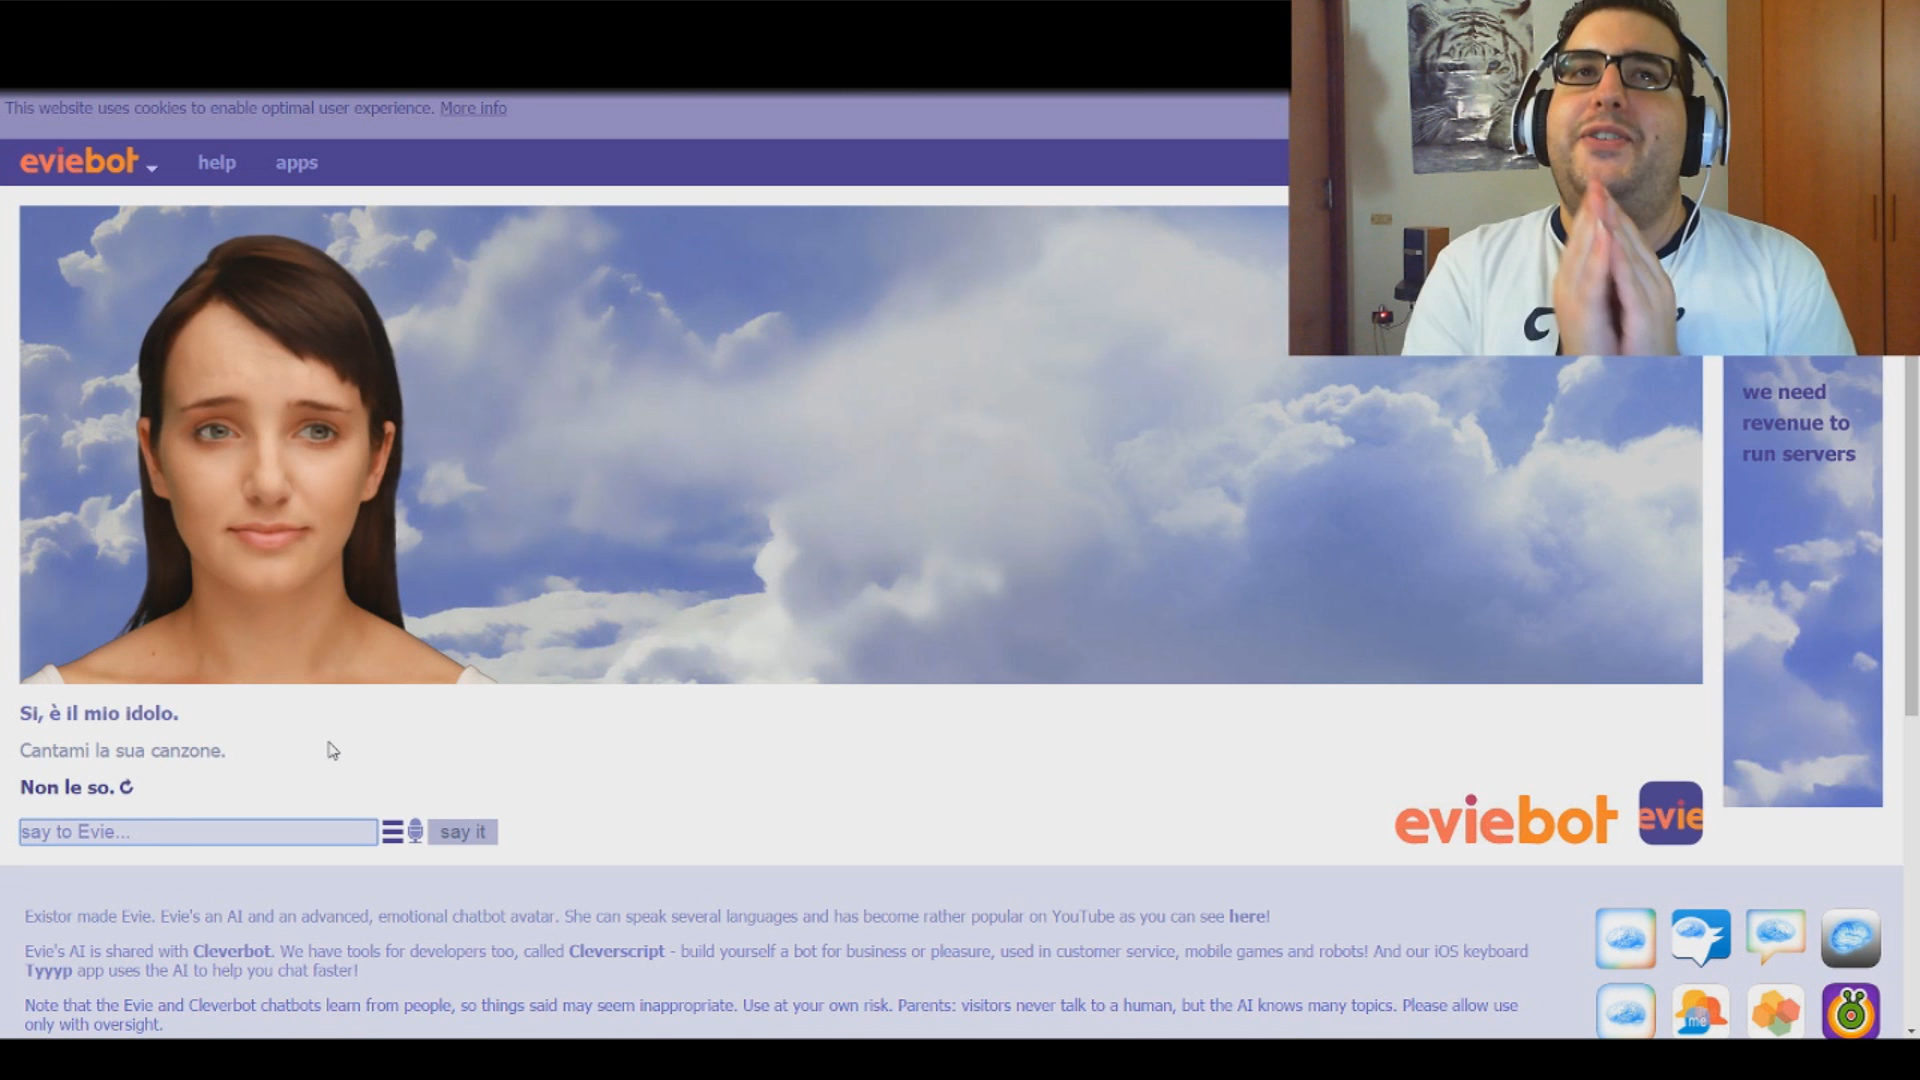 This website uses cookies to enable optimal user experience. More info
eviebot
help
apps
we need
revenue to
run servers
Si, è il mio idolo.
Cantami la sua canzone.
Non le so.
say to Evie...
say it
eviebot
evie
Existor made Evie. Evie's an AI and an advanced, emotional chatbot avatar. She can speak several languages and has become rather popular on YouTube as you can see here!
Evie's AI is shared with Cleverbot. We have tools for developers too, called Cleverscript - build yourself a bot for business or pleasure, used in customer service, mobile games and robots! And our iOS keyboard
Tyyyp app uses the AI to help you chat faster!
me
Note that the Evie and Cleverbot chatbots learn from people, so things said may seem inappropriate. Use at your own risk. Parents: visitors never talk to a human, but the AI knows many topics. Please allow use
only with oversight.